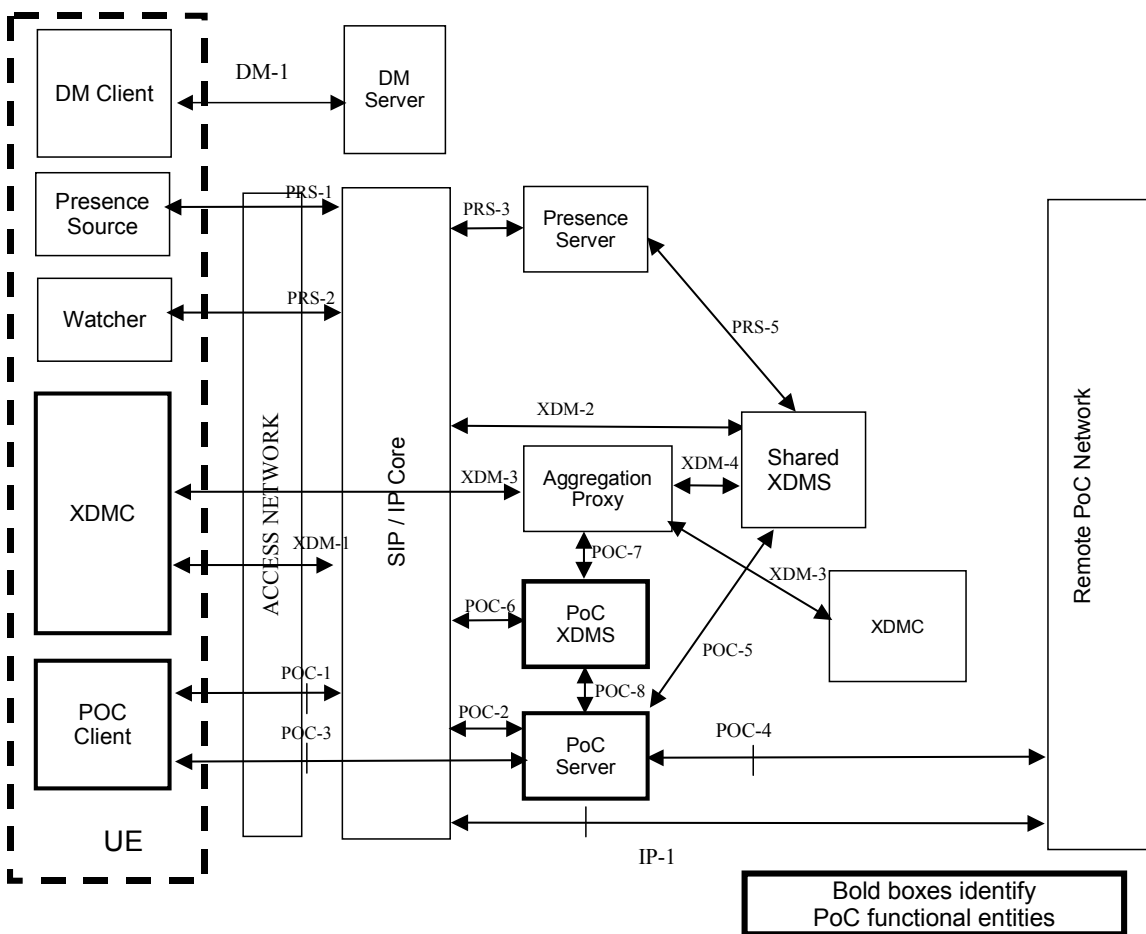 DM-1
DM Client
DM
Server
Presence
Source
PRS-1
PRS-3
Presence
Server
Watcher
PRS-2
PRS-5
XDM-2
XDMC
XDM-3
Aggregation
Proxy
XDM-4
Shared
XDMS
ACCESS NETWORK
SIP / IP Core
Remote PoC Network
XDM-1
POC-7
XDM-3
POC-6
PoC
XDMS
POC-5
XDMC
POC-1
POC-8
POC
Client
POC-3
POC-2
PoC
Server
POC-4
UE
IP-1
Bold boxes identify
PoC functional entities